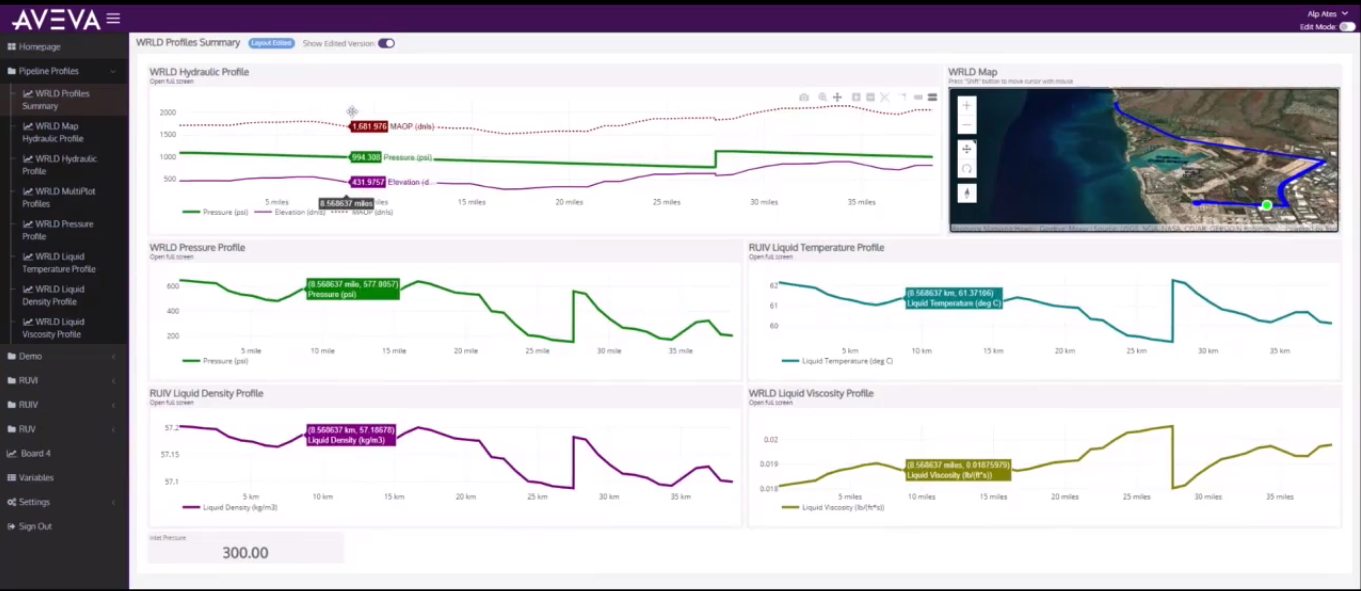 AVEVA
Alp Ates
Edit Mode:
Homepage
Pipeline Profiles
WRLD Profiles
Summary
WRLD Map
Hydraulic Profile
WRLD Hydraulic
Profile
WRLD MultiPlot
Profiles
WRLD Pressure
Profile
WRLD Liquid
Temperature Profile
WRLD Liquid
Density Profile
WRLD Liquid
Viscosity Profile
Demo
RUVI
RUIV
RUV
Board 4
Variables
Settings
Sign Out
WRLD Profiles Summary Layout Edited Show Edited Version:
WRLD Hydraulic Profile
Open full screen
2000
1500
1000
500
1,681.976 MAOP (dn/s)
994.308 Pressure (psi)
431.9757 Elevation (d...
5 miles 15 miles 20 miles 25 miles 30 miles 35 miles
8.568637 miles
Pressure (psi) Elevation (dn/s) MAOP (dn/s)
WRLD Map
Press "Shift" button to move cursor with mouse
WRLD Pressure Profile
Open full screen
600
400
200
(8.568637 mile, 577.8057)
Pressure (psi)
5 mile 10 mile 15 mile 20 mile 25 mile 30 mile 35 mile
Pressure (psi)
RUIV Liquid Temperature Profile
Open full screen
62
61
60
(8.568637 km, 61.37106)
Liquid Temperature (deg C)
5 km 10 km 15 km 20 km 25 km 30 km 35 km
Liquid Temperature (deg C)
RUIV Liquid Density Profile
Open full screen
57.2
57.15
57.1
(8.568637 km, 57.18678)
Liquid Density (kg/m3)
5 km 10 km 15 km 20 km 25 km 30 km 35 km
Liquid Density (kg/m3)
WRLD Liquid Viscosity Profile
Open full screen
0.02
0.019
0.018
(8.568637 miles, 0.01875979)
Liquid Viscosity (lb/(ft*s))
5 miles 10 miles 15 miles 20 miles 25 miles 30 miles 35 miles
Liquid Viscosity (lb/(ft*s))
Inlet Pressure
300.00